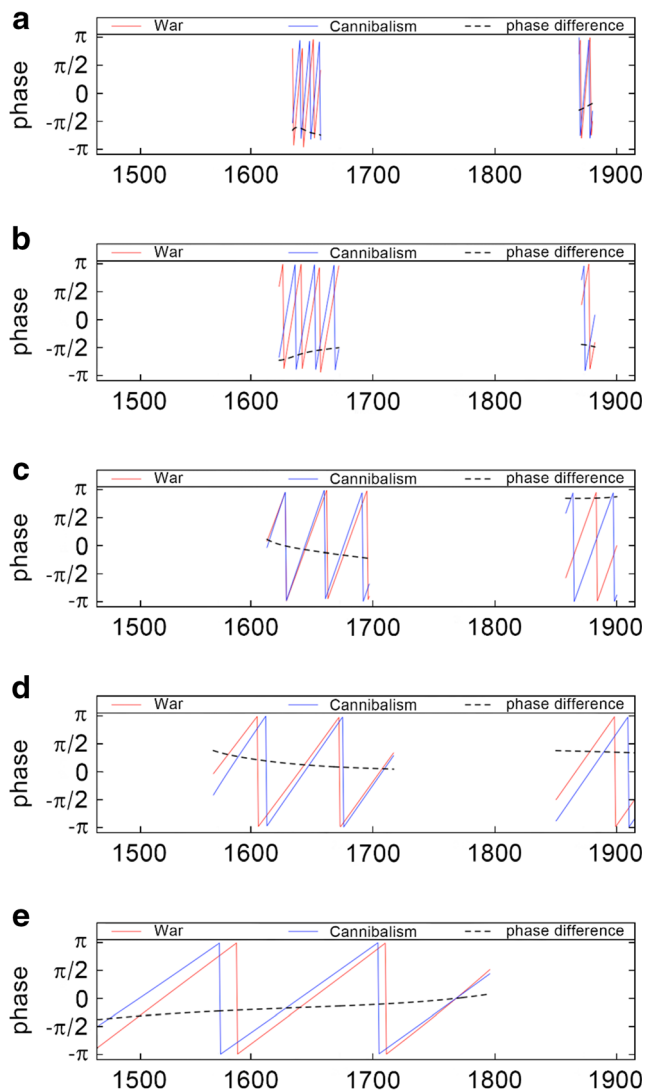 a
War Cannibalism phase difference
π
π/2
0
-π/2
-π
phase
1500 1600 1700 1800 1900
b
War Cannibalism phase difference
π
π/2
0
-π/2
-π
phase
1500 1600 1700 1800 1900
c
War Cannibalism phase difference
π
π/2
0
-π/2
-π
phase
1500 1600 1700 1800 1900
d
War Cannibalism phase difference
π
π/2
0
-π/2
-π
phase
1500 1600 1700 1800 1900
e
War Cannibalism phase difference
π
π/2
0
-π/2
-π
phase
1500 1600 1700 1800 1900